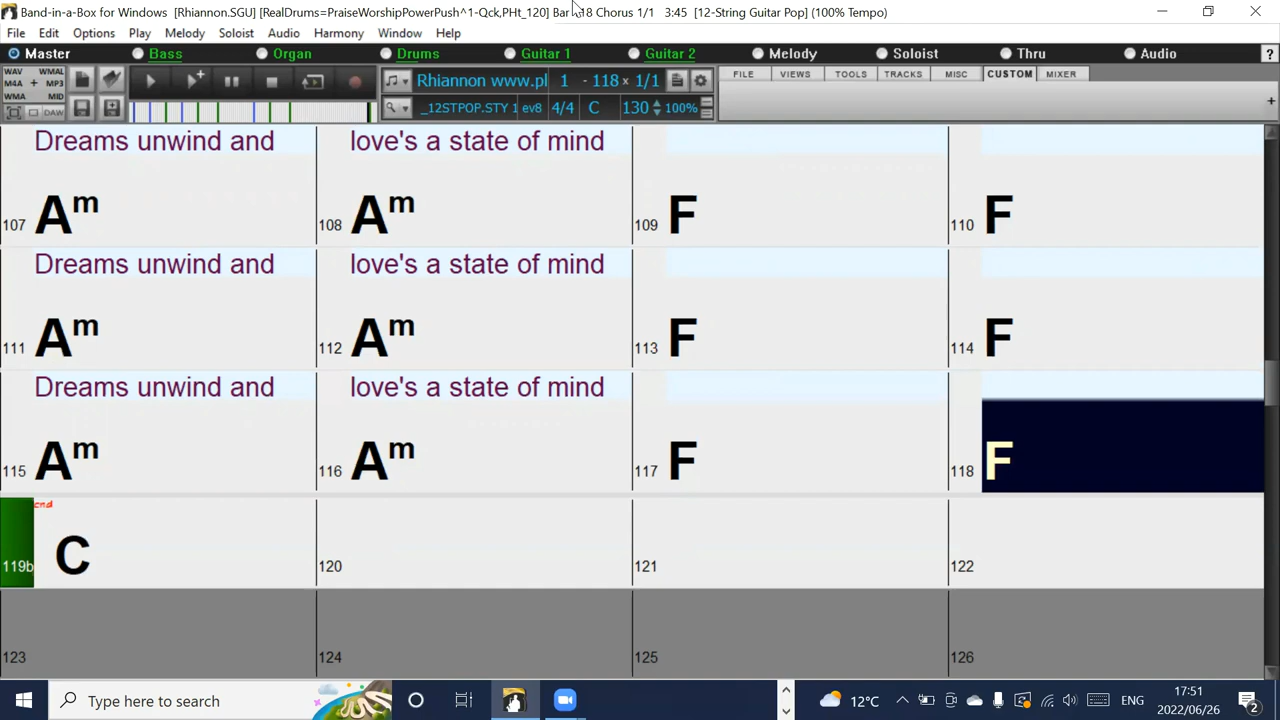 Band-in-a-Box for Windows [Rhiannon.SGU] [RealDrums=PraiseWorshipPowerPush^1-Qck,PHt_120] Bar 118 Chorus 1/1 3:45 [12-String Guitar Pop] (100% Tempo)
File Edit Options Play Melody Soloist Audio Harmony Window Help
Master Bass Organ Drums Guitar 1 Guitar 2 Melody Soloist Thru Audio ?
WAV WMAL
M4A + MP3
WMA MID
DAW
Rhiannon www.pl 1 - 118 x 1/1
_12STPOP.STY 1 ev8 4/4 C 130 100%
FILE VIEWS TOOLS TRACKS MISC CUSTOM MIXER
+
Dreams unwind and love's a state of mind
107 Am 108 Am 109 F 110 F
Dreams unwind and love's a state of mind
111 Am 112 Am 113 F 114 F
Dreams unwind and love's a state of mind
115 Am 116 Am 117 F 118 F
end
119b C 120 121 122
123 124 125 126
Type here to search 12°C ENG 17:51
2022/06/26 2